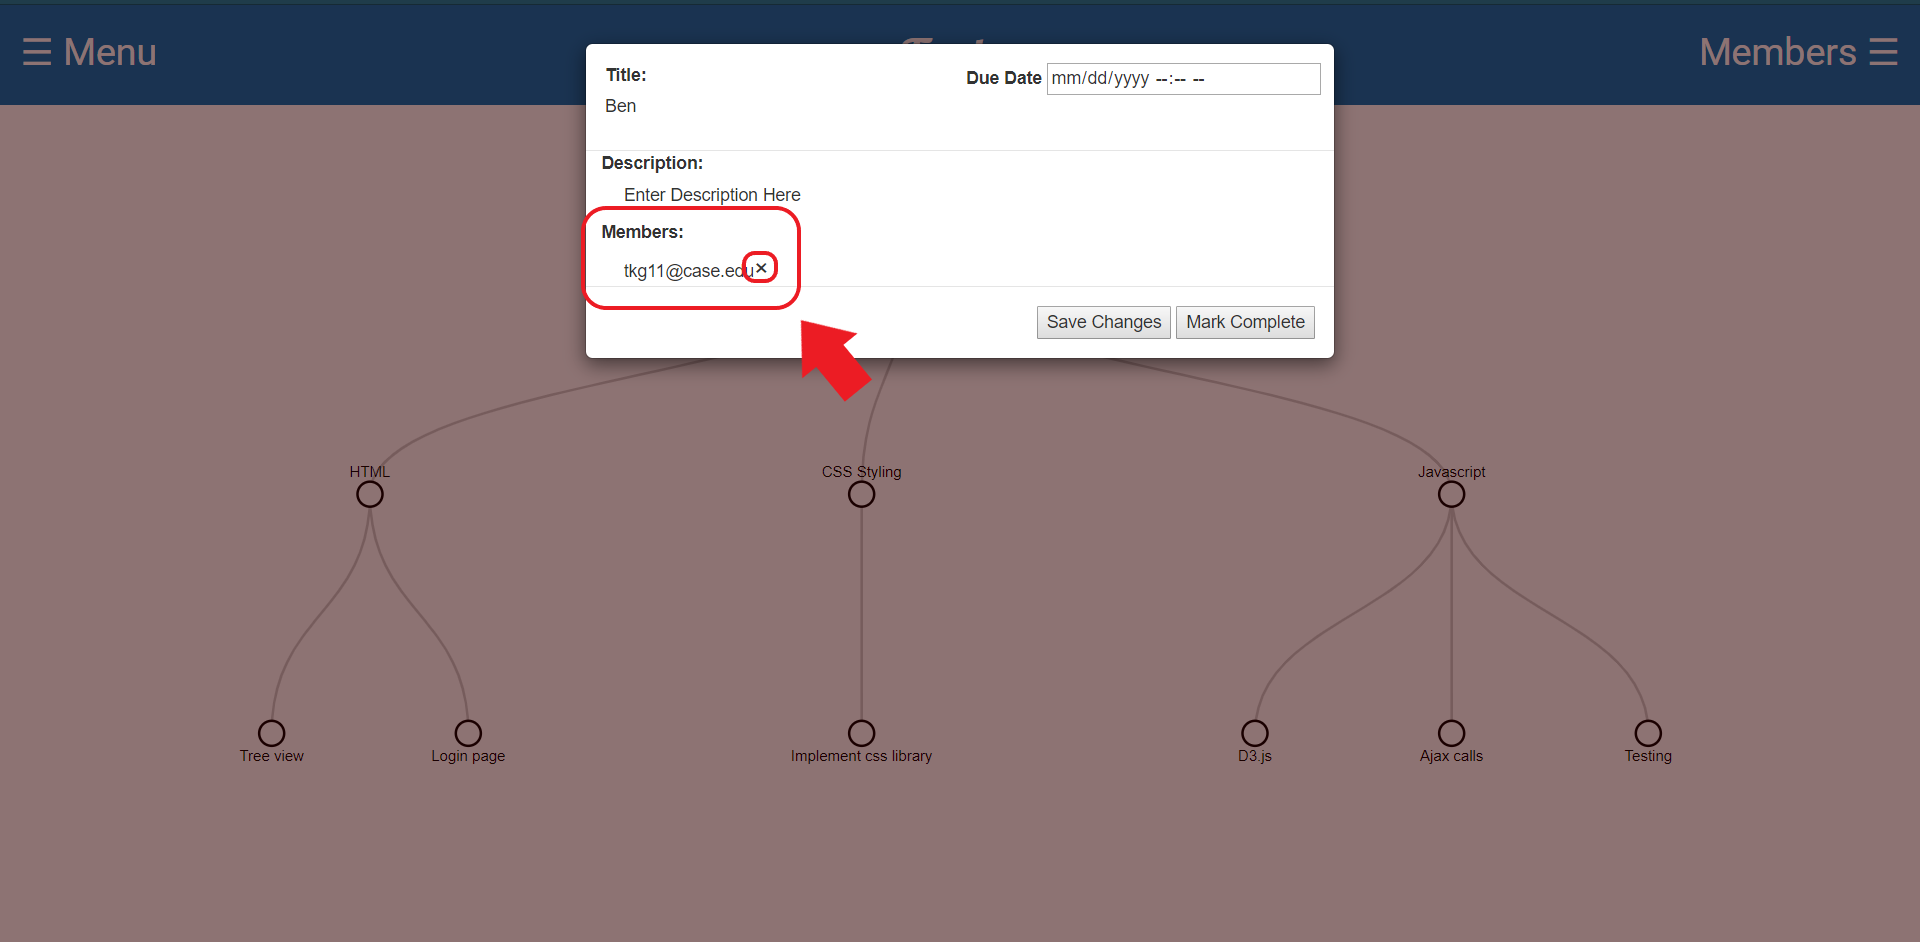 ☰ Menu
Members ☰
Title:
Due Date mm/dd/yyyy --:-- --
Ben
Description:
Enter Description Here
Members:
tkg11@case.edu ×
Save Changes Mark Complete
HTML
CSS Styling
Javascript
Tree view
Login page
Implement css library
D3.js
Ajax calls
Testing